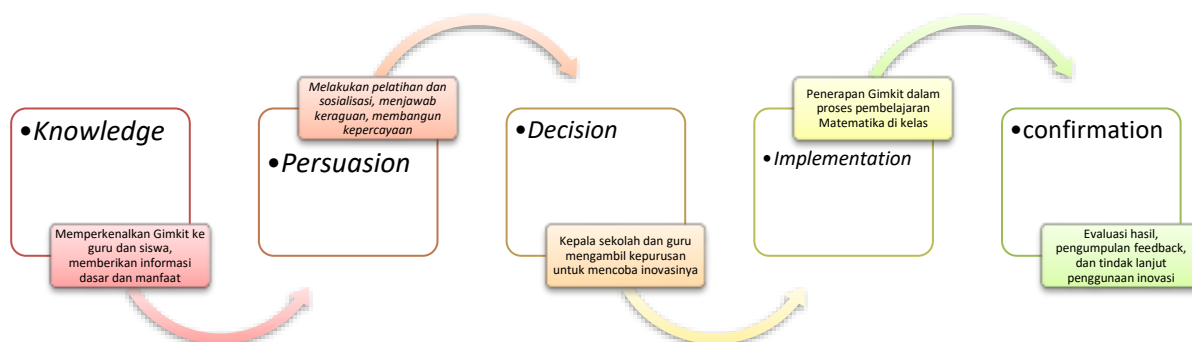 •Knowledge
Memperkenalkan Gimkit ke
guru dan siswa,
memberikan informasi
dasar dan manfaat
Melakukan pelatihan dan
sosialisasi, menjawab
keraguan, membangun
kepercayaan
•Persuasion
•Decision
Kepala sekolah dan guru
mengambil kepurusan
untuk mencoba inovasinya
Penerapan Gimkit dalam
proses pembelajaran
Matematika di kelas
•Implementation
•confirmation
Evaluasi hasil,
pengumpulan feedback,
dan tindak lanjut
penggunaan inovasi